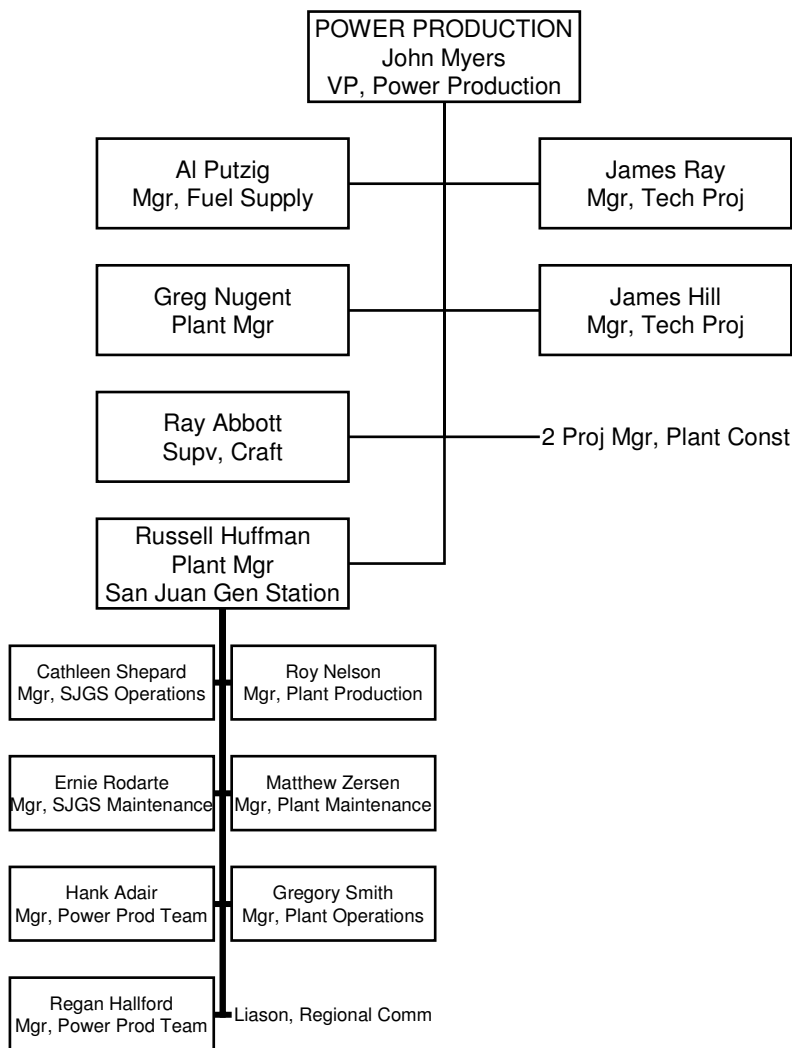 POWER PRODUCTION
John Myers
VP, Power Production
Al Putzig
Mgr, Fuel Supply
James Ray
Mgr, Tech Proj
Greg Nugent
Plant Mgr
James Hill
Mgr, Tech Proj
Ray Abbott
Supv, Craft
2 Proj Mgr, Plant Const
Russell Huffman
Plant Mgr
San Juan Gen Station
Cathleen Shepard
Mgr, SJGS Operations
Roy Nelson
Mgr, Plant Production
Ernie Rodarte
Mgr, SJGS Maintenance
Matthew Zersen
Mgr, Plant Maintenance
Hank Adair
Mgr, Power Prod Team
Gregory Smith
Mgr, Plant Operations
Regan Hallford
Mgr, Power Prod Team
Liason, Regional Comm